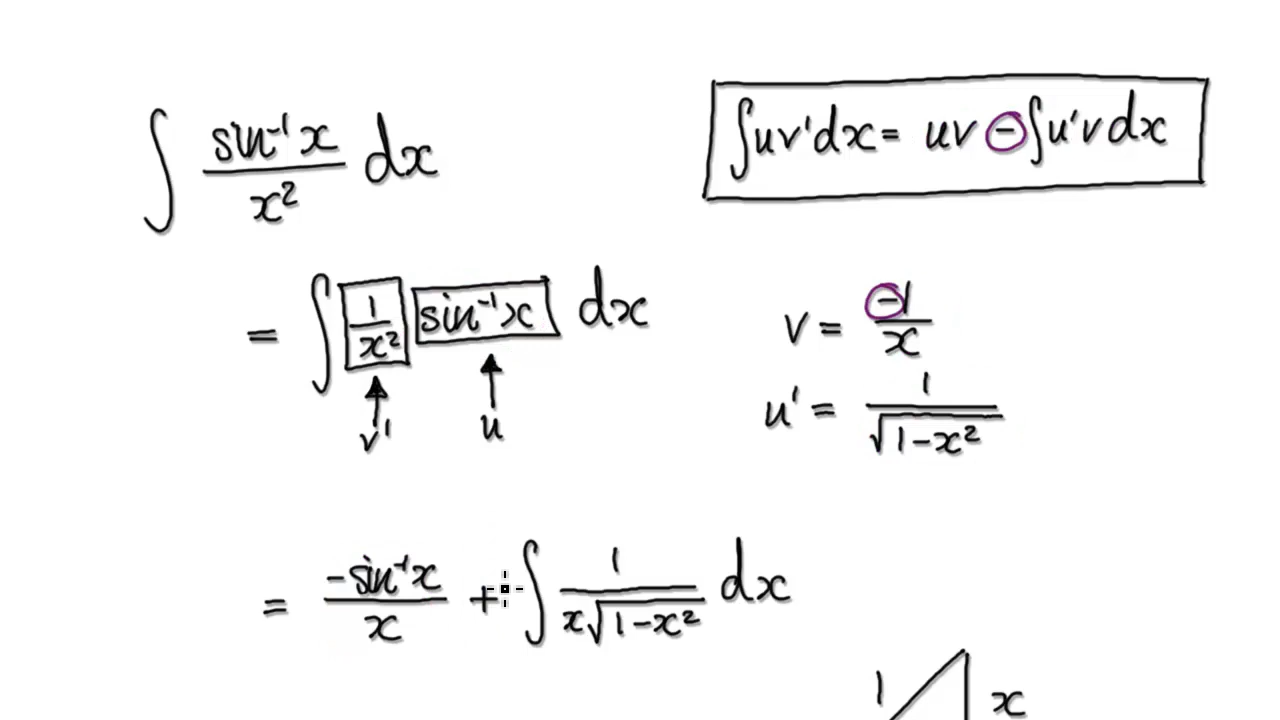 ∫ sin⁻¹x / x² dx
∫uv'dx = uv − ∫u'v dx
= ∫ 1/x² sin⁻¹x dx
v'
u
v = −1/x
u' = 1/√(1−x²)
= −sin⁻¹x / x + ∫ 1/(x√(1−x²)) dx
1
x